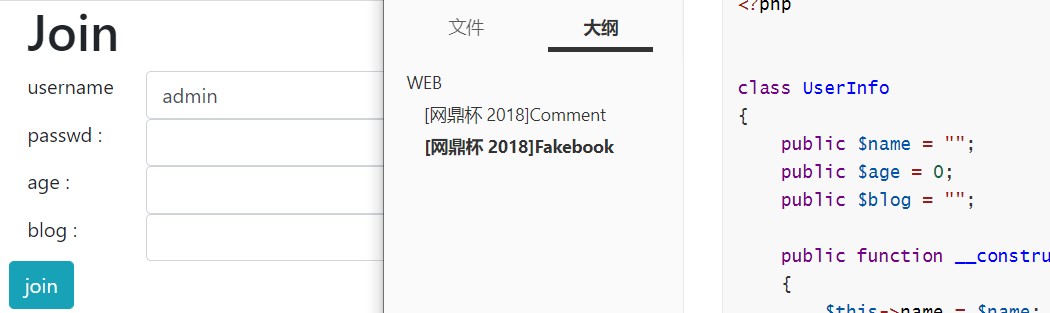 Join
username
admin
passwd :
age :
blog :
join
文件
大纲
WEB
[网鼎杯 2018]Comment
[网鼎杯 2018]Fakebook
<?php
class UserInfo
{
public $name = "";
public $age = 0;
public $blog = "";
public function __constru
{
$this->name = $name;